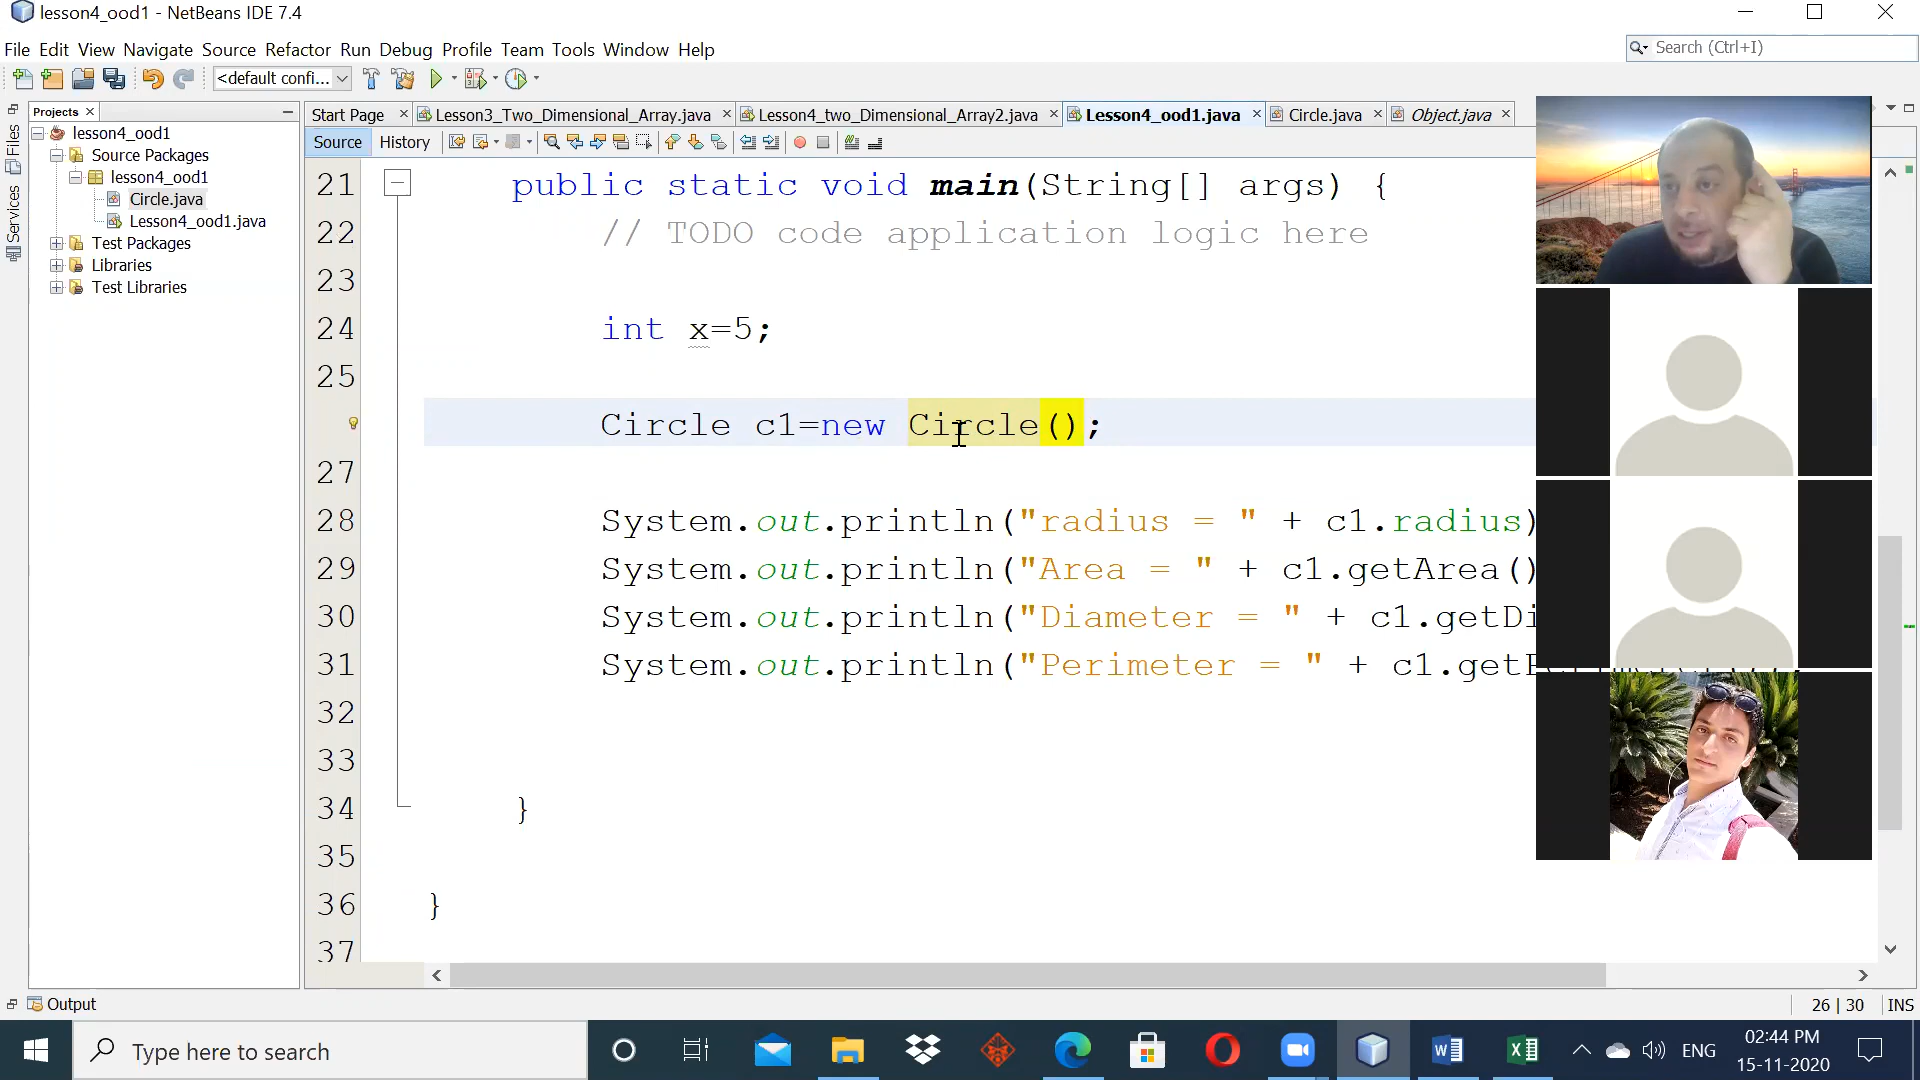 lesson4_ood1 - NetBeans IDE 7.4
File Edit View Navigate Source Refactor Run Debug Profile Team Tools Window Help
Search (Ctrl+I)
<default confi...
Projects
Start Page
Lesson3_Two_Dimensional_Array.java
Lesson4_two_Dimensional_Array2.java
Lesson4_ood1.java
Circle.java
Object.java
Files
Services
lesson4_ood1
Source Packages
lesson4_ood1
Circle.java
Lesson4_ood1.java
Test Packages
Libraries
Test Libraries
Source History
21 public static void main(String[] args) {
22 // TODO code application logic here
23
24 int x=5;
25
Circle c1=new Circle();
27
28 System.out.println("radius = " + c1.radius)
29 System.out.println("Area = " + c1.getArea()
30 System.out.println("Diameter = " + c1.getDi
31 System.out.println("Perimeter = " +
32
33
34 }
35
36 }
37
Output
26 | 30 INS
Type here to search
ENG
02:44 PM
15-11-2020